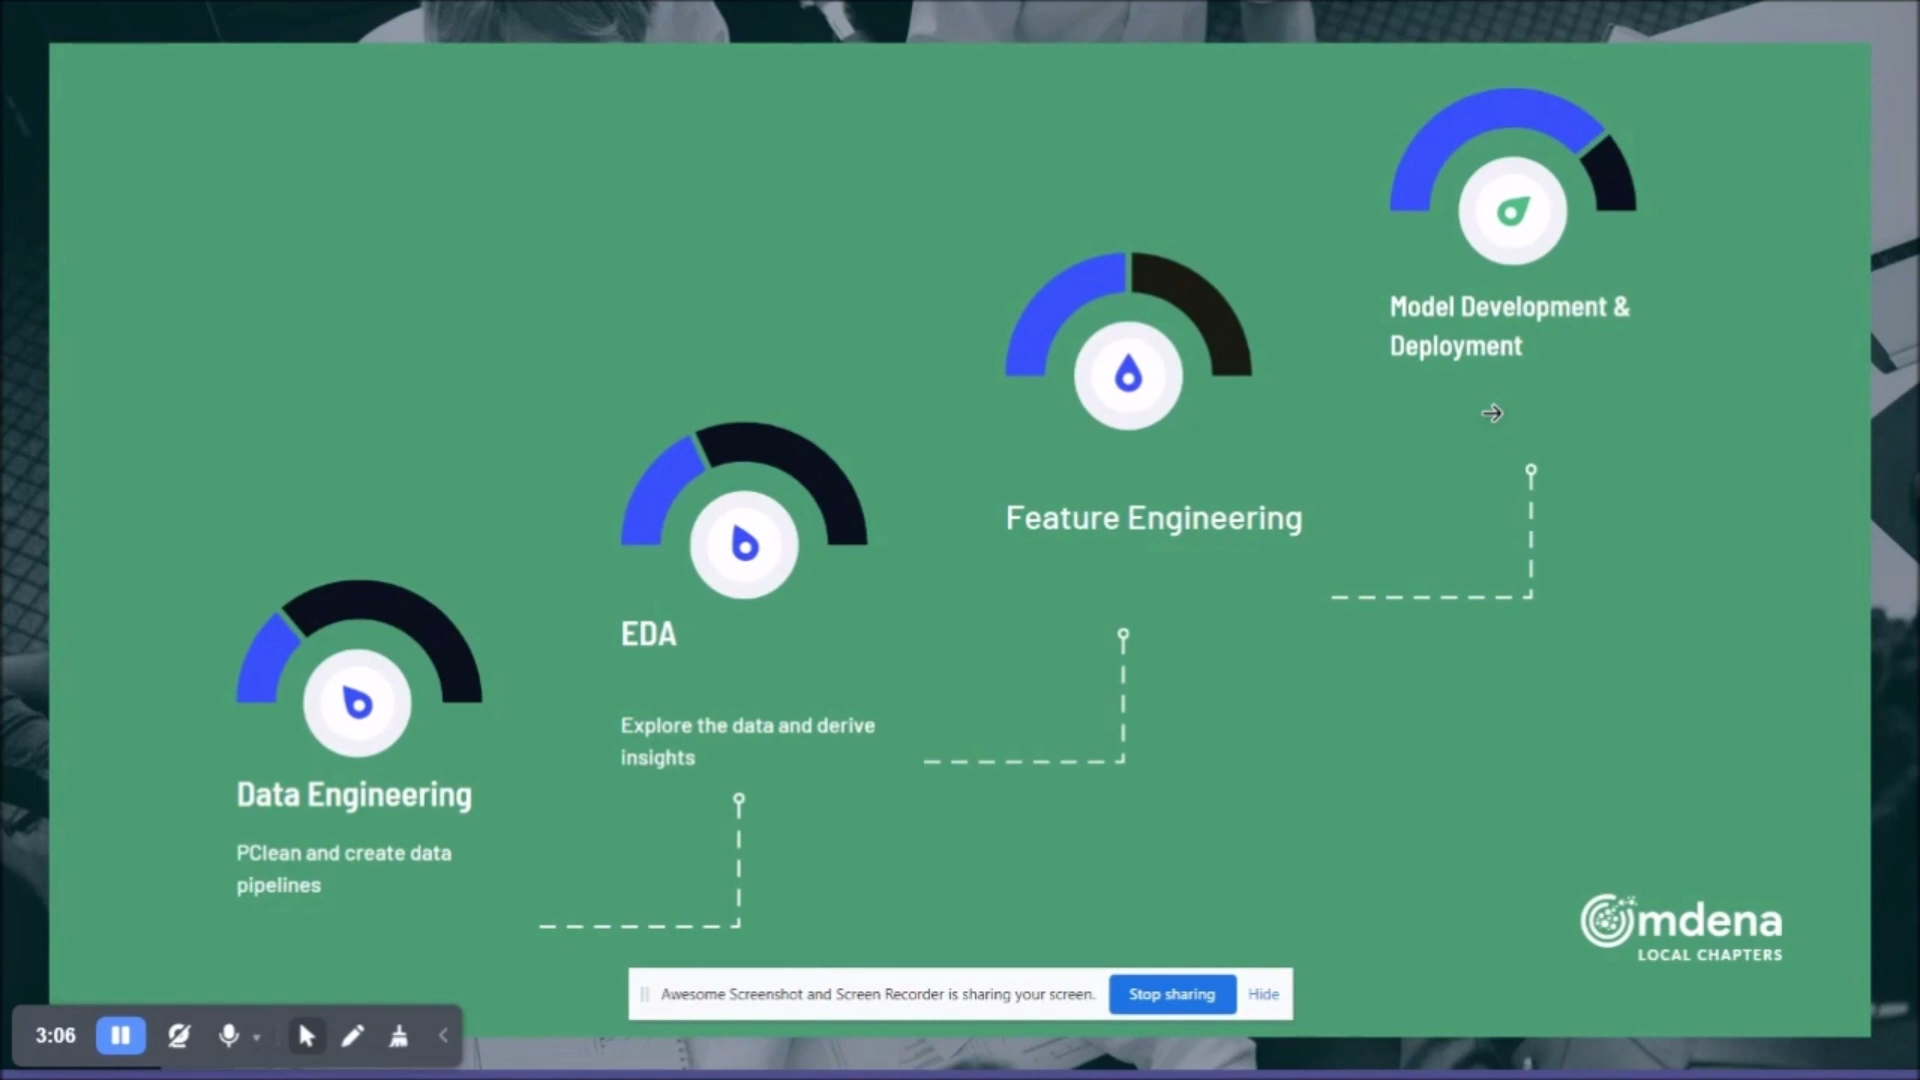 Model Development &
Deployment
Feature Engineering
EDA
Explore the data and derive
insights
Data Engineering
PClean and create data
pipelines
Omdena
LOCAL CHAPTERS
Awesome Screenshot and Screen Recorder is sharing your screen.
Stop sharing
Hide
3:06